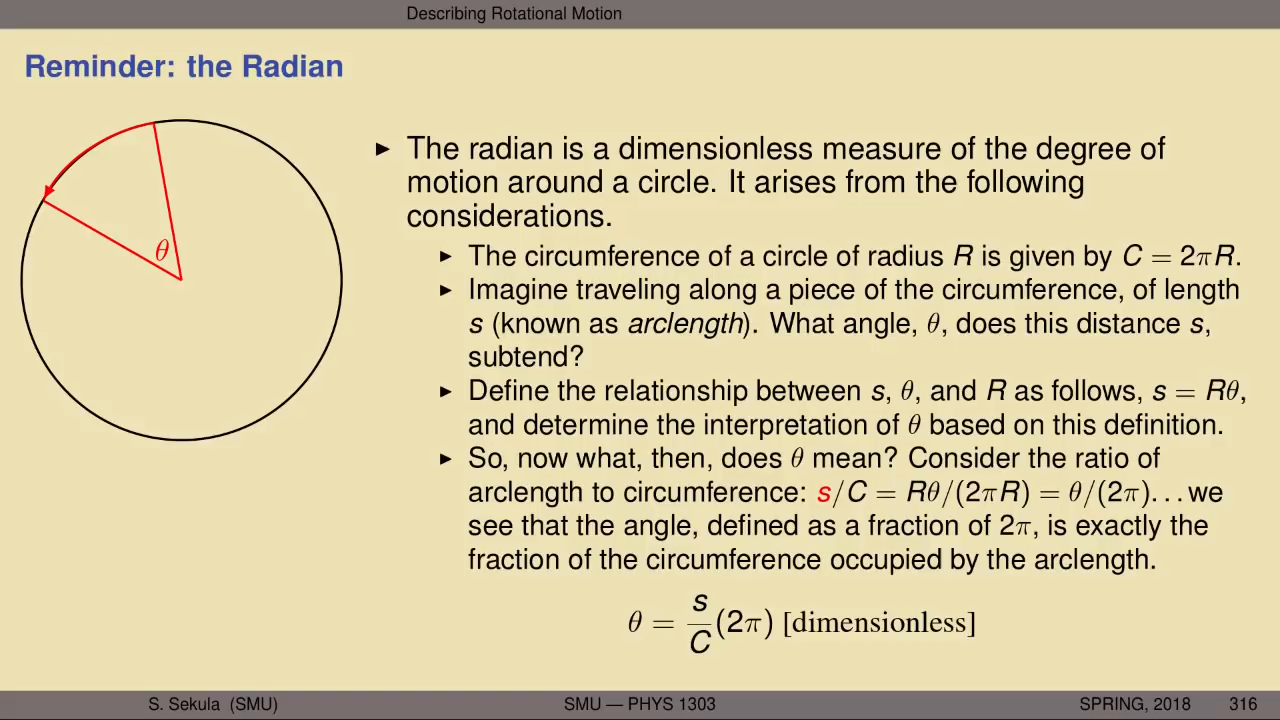 Describing Rotational Motion
Reminder: the Radian
θ
▶ The radian is a dimensionless measure of the degree of
motion around a circle. It arises from the following
considerations.
▶ The circumference of a circle of radius R is given by C = 2πR.
▶ Imagine traveling along a piece of the circumference, of length
s (known as arclength). What angle, θ, does this distance s,
subtend?
▶ Define the relationship between s, θ, and R as follows, s = Rθ,
and determine the interpretation of θ based on this definition.
▶ So, now what, then, does θ mean? Consider the ratio of
arclength to circumference: s/C = Rθ/(2πR) = θ/(2π)...we
see that the angle, defined as a fraction of 2π, is exactly the
fraction of the circumference occupied by the arclength.
θ = s/C (2π) [dimensionless]
S. Sekula (SMU) SMU — PHYS 1303 SPRING, 2018 316